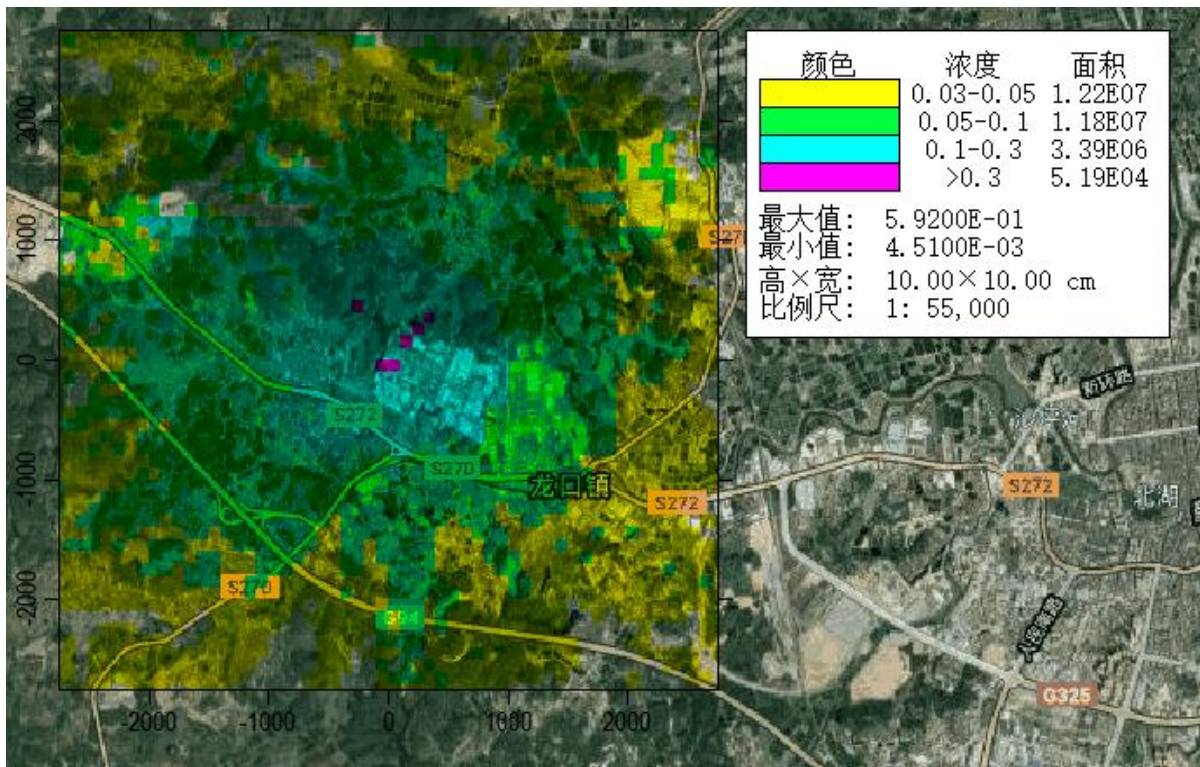 颜色 浓度 面积
0.03-0.05 1.22E07
0.05-0.1 1.18E07
0.1-0.3 3.39E06
>0.3 5.19E04
最大值: 5.9200E-01
最小值: 4.5100E-03
高×宽: 10.00×10.00 cm
比例尺: 1: 55,000
2000
1000
0
-1000
-2000
-2000 -1000 0 1000 2000
S27
S272
S270
龙口镇
S272
S270
S272
北湖
G325